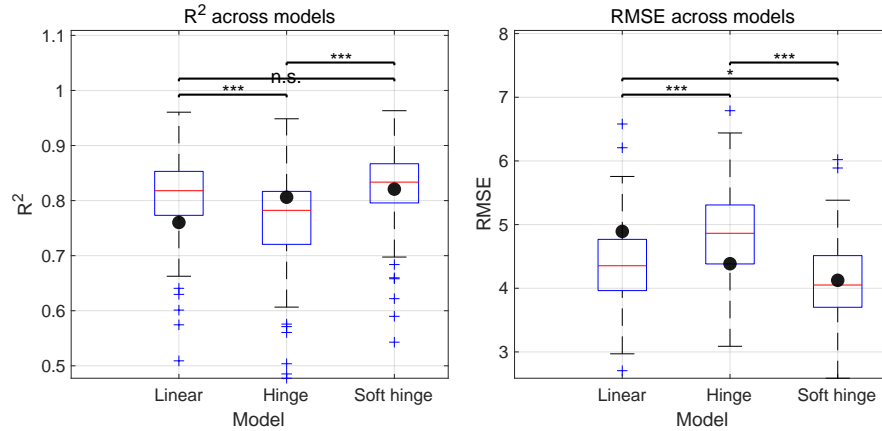 R² across models
1.1
1
0.9
0.8
0.7
0.6
0.5
R²
***
n.s.
***
Linear
Hinge
Soft hinge
Model
RMSE across models
8
7
6
5
4
3
RMSE
***
*
***
Linear
Hinge
Soft hinge
Model